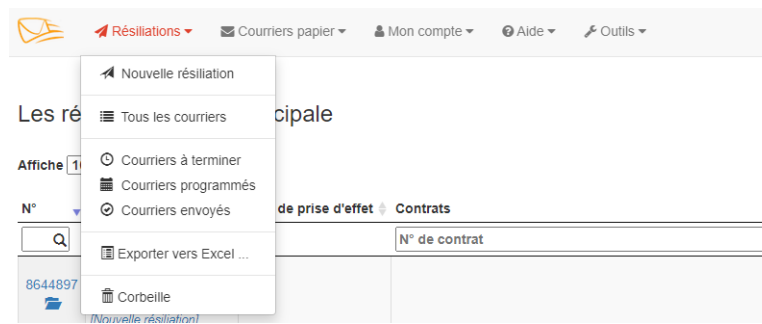 Résiliations Courriers papier Mon compte Aide Outils
Nouvelle résiliation
Les ré cipale
Tous les courriers
Affiche 1
Courriers à terminer
Courriers programmés
N° de prise d'effet Contrats
Courriers envoyés
N° de contrat
Exporter vers Excel ...
8644897
Corbeille
[Nouvelle résiliation]